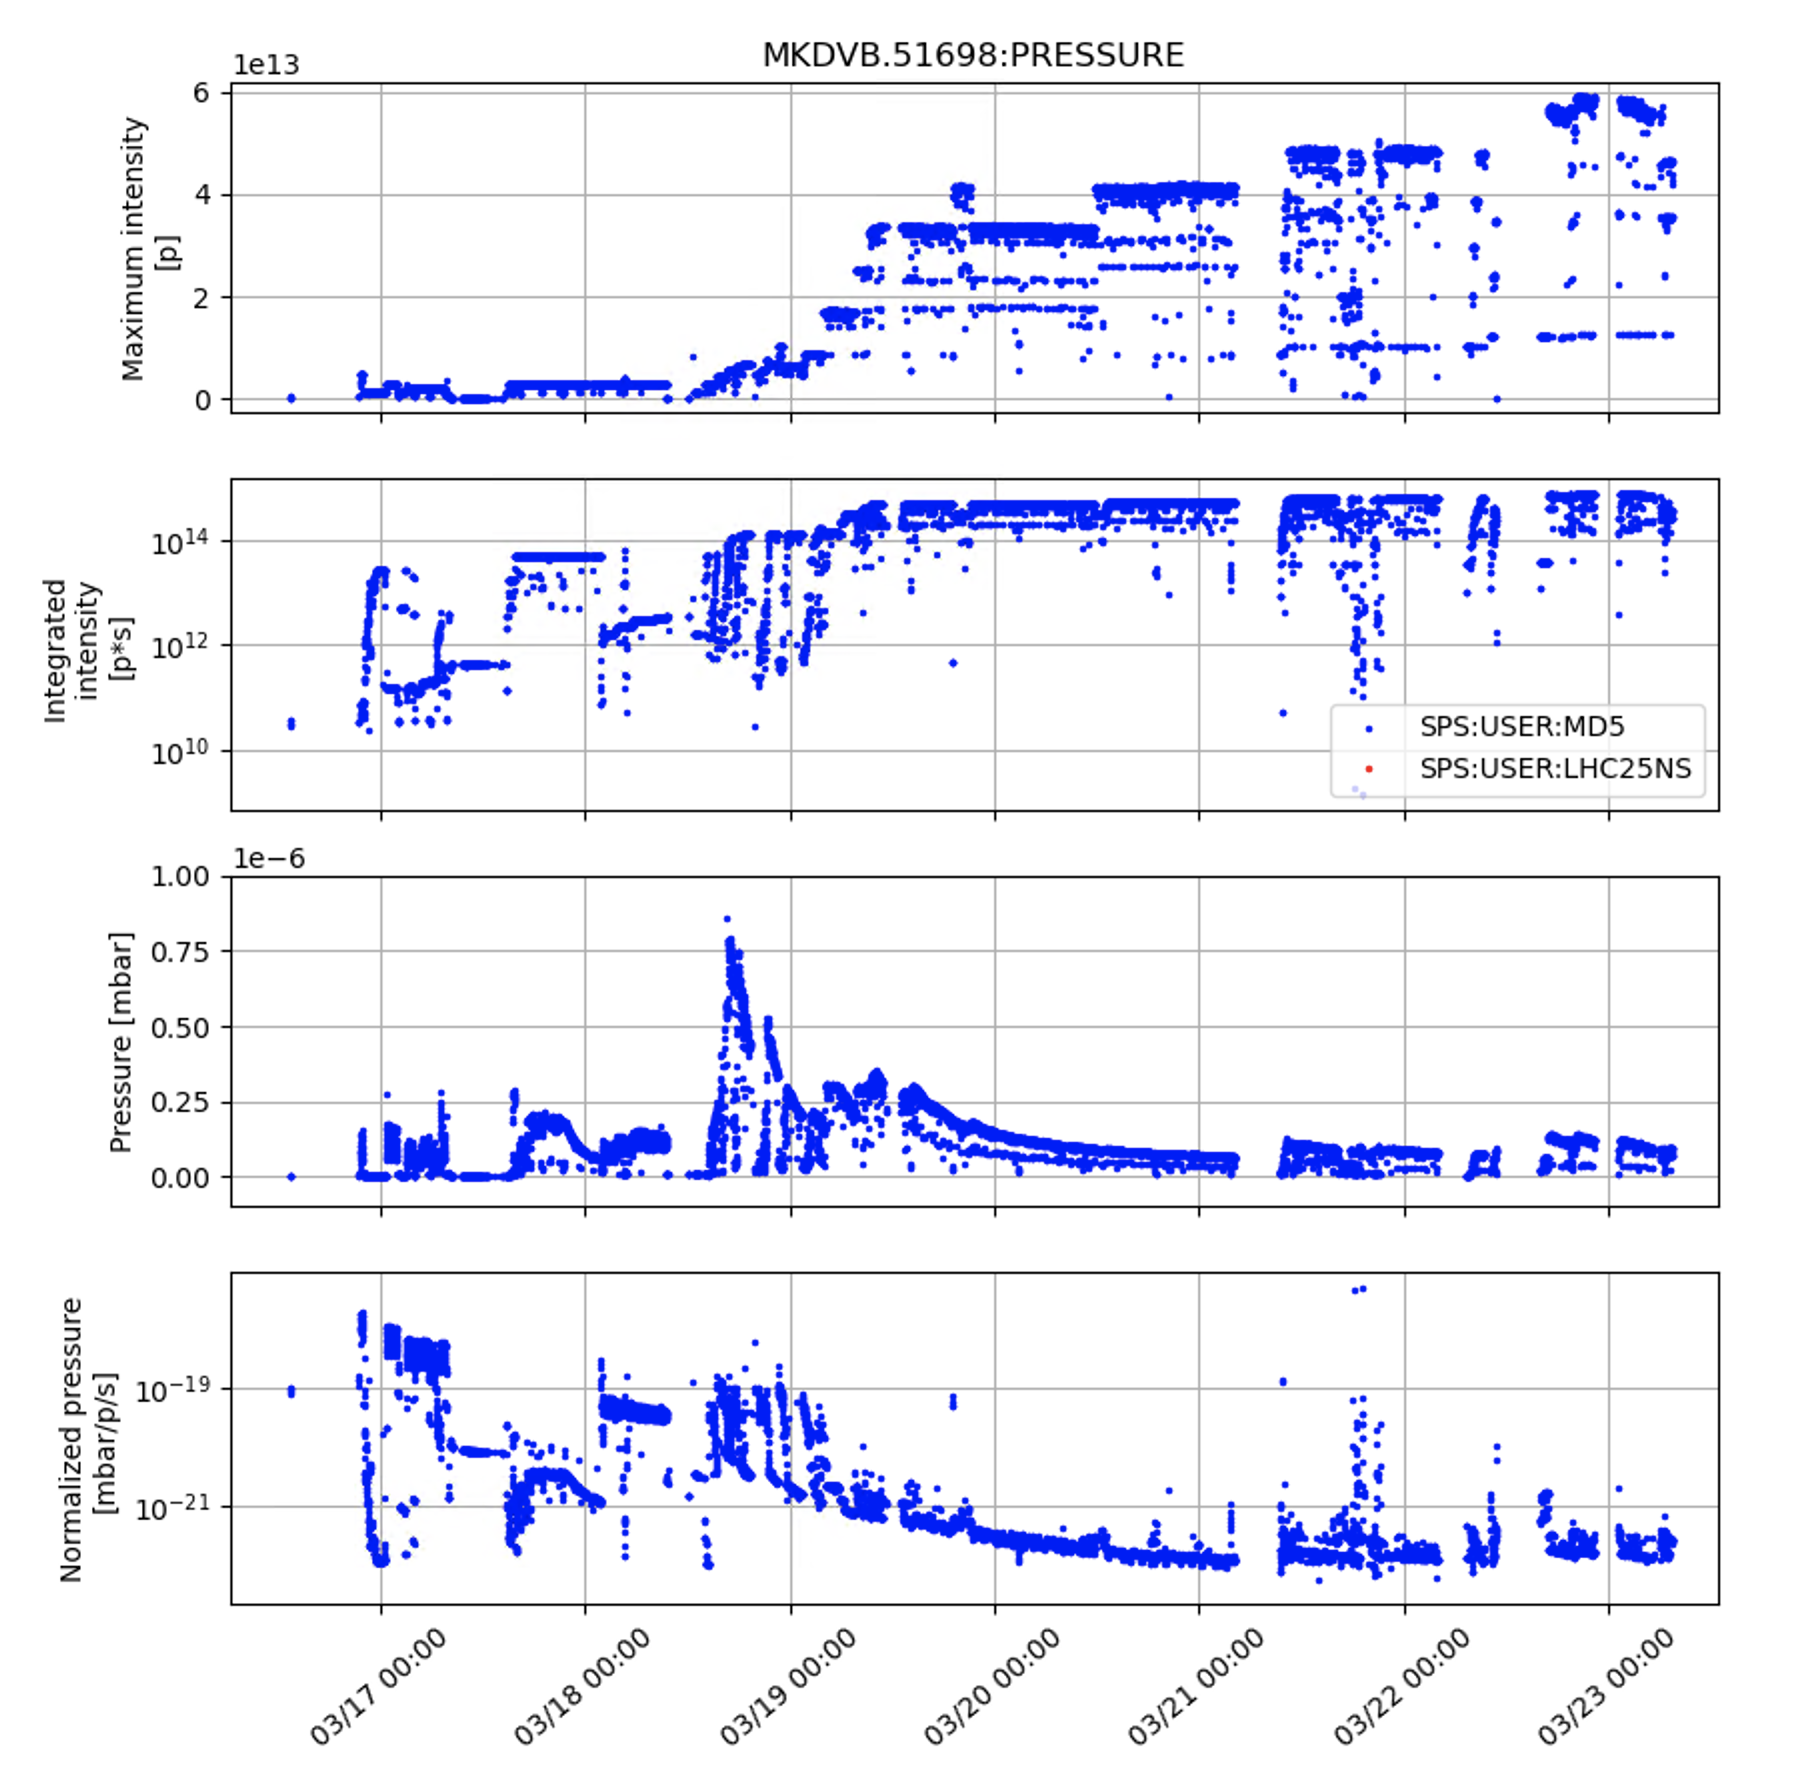 MKDVB.51698:PRESSURE
1e13
6
4
2
0
Maximum intensity
[p]
10^14
10^12
10^10
Integrated
intensity
[p*s]
SPS:USER:MD5
SPS:USER:LHC25NS
1e−6
1.00
0.75
0.50
0.25
0.00
Pressure [mbar]
10^−19
10^−21
Normalized pressure
[mbar/p/s]
03/17 00:00
03/18 00:00
03/19 00:00
03/20 00:00
03/21 00:00
03/22 00:00
03/23 00:00